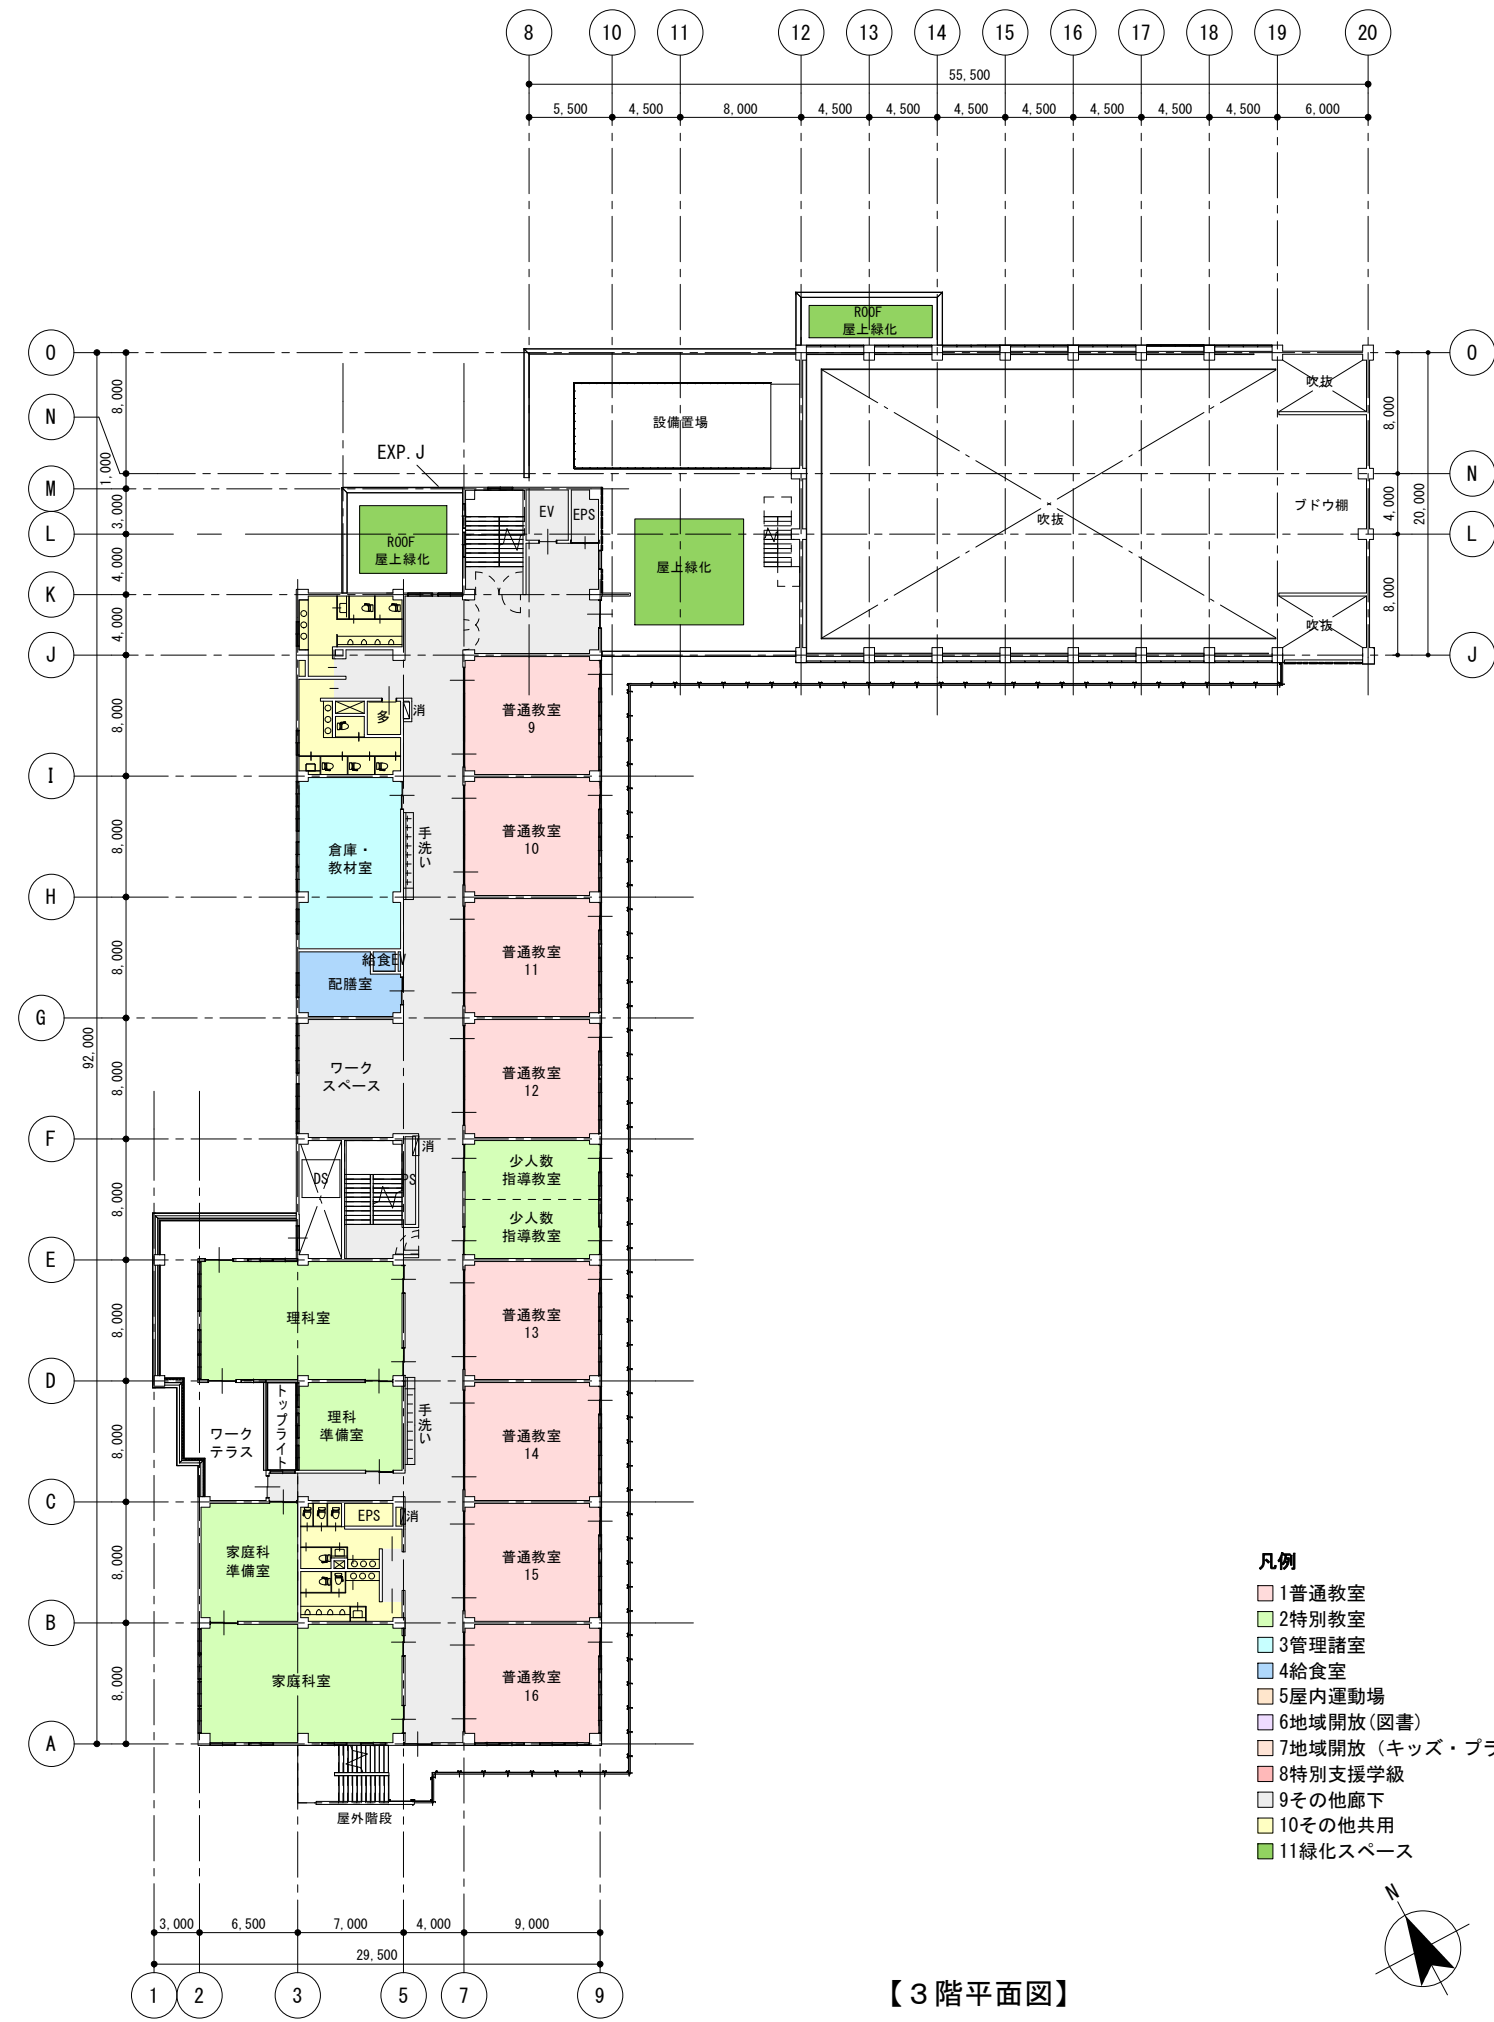 8 10 11 12 13 14 15 16 17 18 19 20
55,500
5,500 4,500 8,000 4,500 4,500 4,500 4,500 4,500 4,500 4,500 6,000
ROOF
屋上緑化
O
O
吹抜
8,000
8,000
設備置場
N
EXP.J
1,000
N
M
EV
EPS
ブドウ棚
4,000
20,000
3,000
吹抜
L
L
ROOF
屋上緑化
屋上緑化
4,000
K
8,000
吹抜
4,000
J
J
多
消
普通教室
9
8,000
I
手洗い
普通教室
10
倉庫・
教材室
8,000
H
普通教室
11
給食EV
配膳室
8,000
G
92,000
ワーク
スペース
普通教室
12
8,000
F
消
少人数
指導教室
DS
PS
8,000
少人数
指導教室
E
理科室
普通教室
13
8,000
D
トップライト
理科
準備室
手洗い
ワーク
テラス
普通教室
14
8,000
C
EPS
消
家庭科
準備室
普通教室
15
8,000
B
家庭科室
普通教室
16
8,000
A
屋外階段
凡例
1普通教室
2特別教室
3管理諸室
4給食室
5屋内運動場
6地域開放(図書)
7地域開放（キッズ・プラ
8特別支援学級
9その他廊下
10その他共用
11緑化スペース
N
3,000 6,500 7,000 4,000 9,000
29,500
1 2 3 5 7 9
【３階平面図】